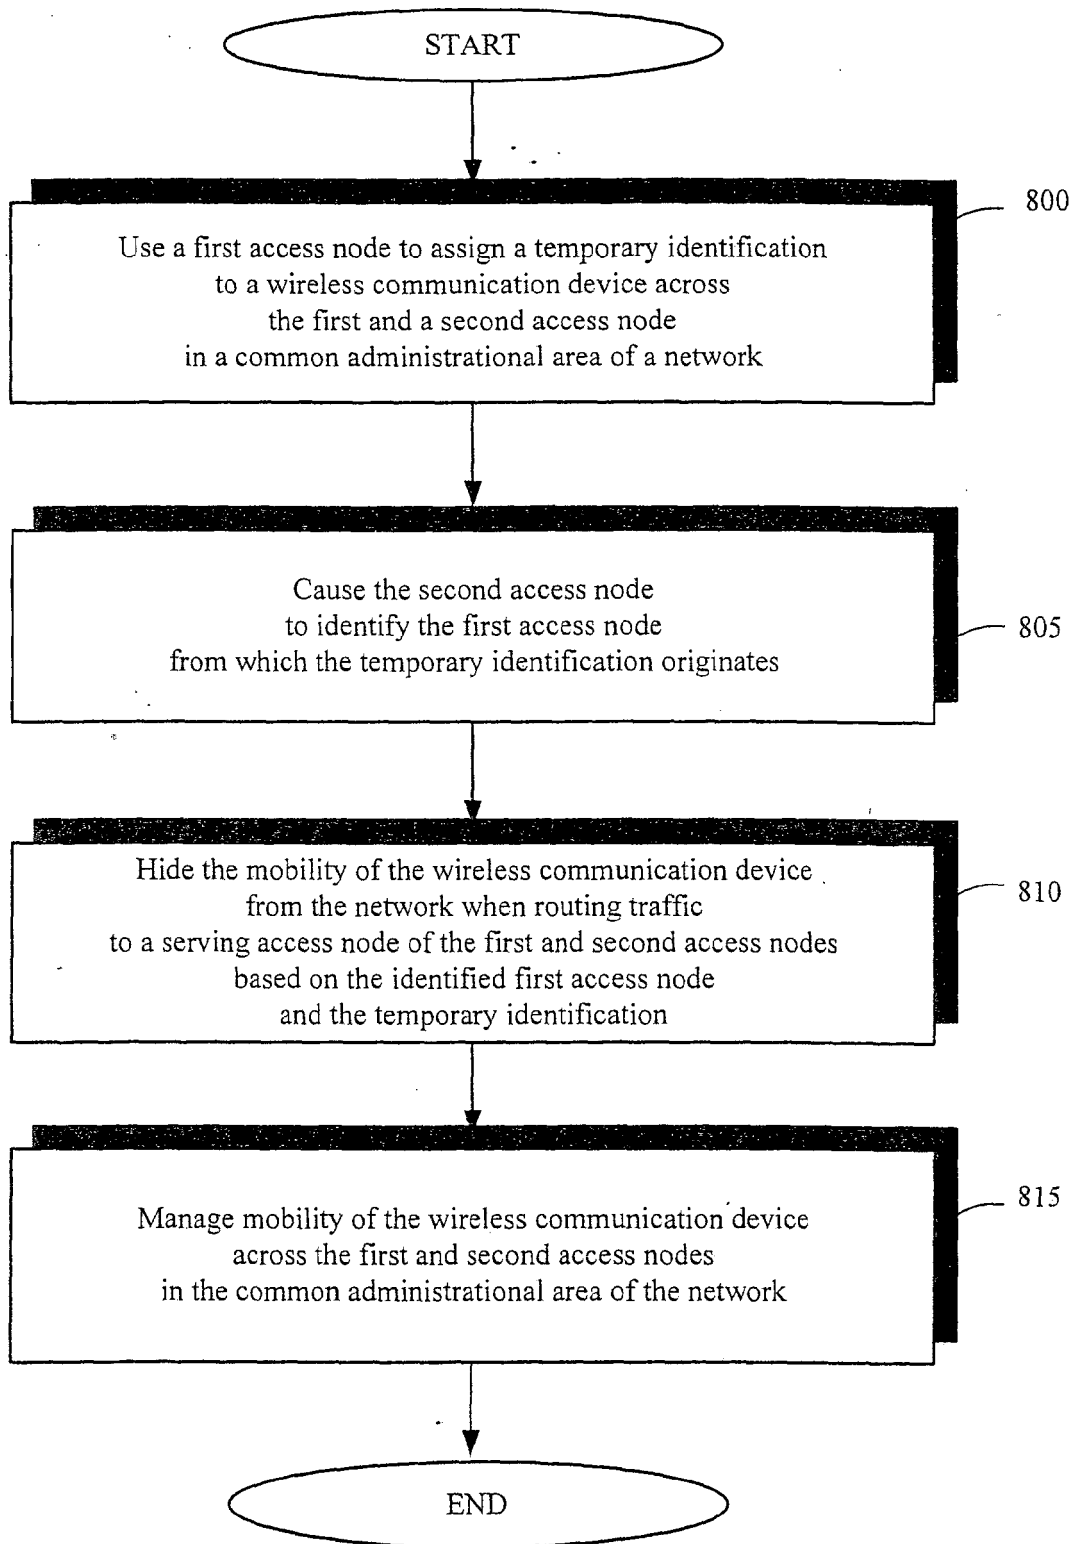 START
800
Use a first access node to assign a temporary identification
to a wireless communication device across
the first and a second access node
in a common administrational area of a network
Cause the second access node
to identify the first access node
from which the temporary identification originates
805
Hide the mobility of the wireless communication device
from the network when routing traffic
to a serving access node of the first and second access nodes
based on the identified first access node
and the temporary identification
810
Manage mobility of the wireless communication device
across the first and second access nodes
in the common administrational area of the network
815
END